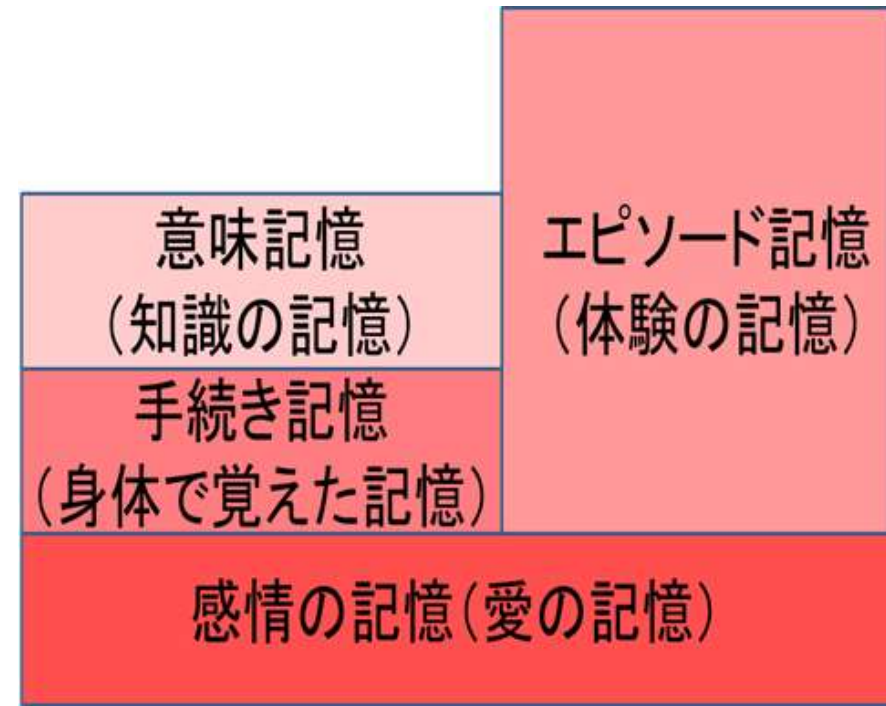 意味記憶
(知識の記憶)
手続き記憶
(身体で覚えた記憶)
エピソード記憶
(体験の記憶)
感情の記憶(愛の記憶)